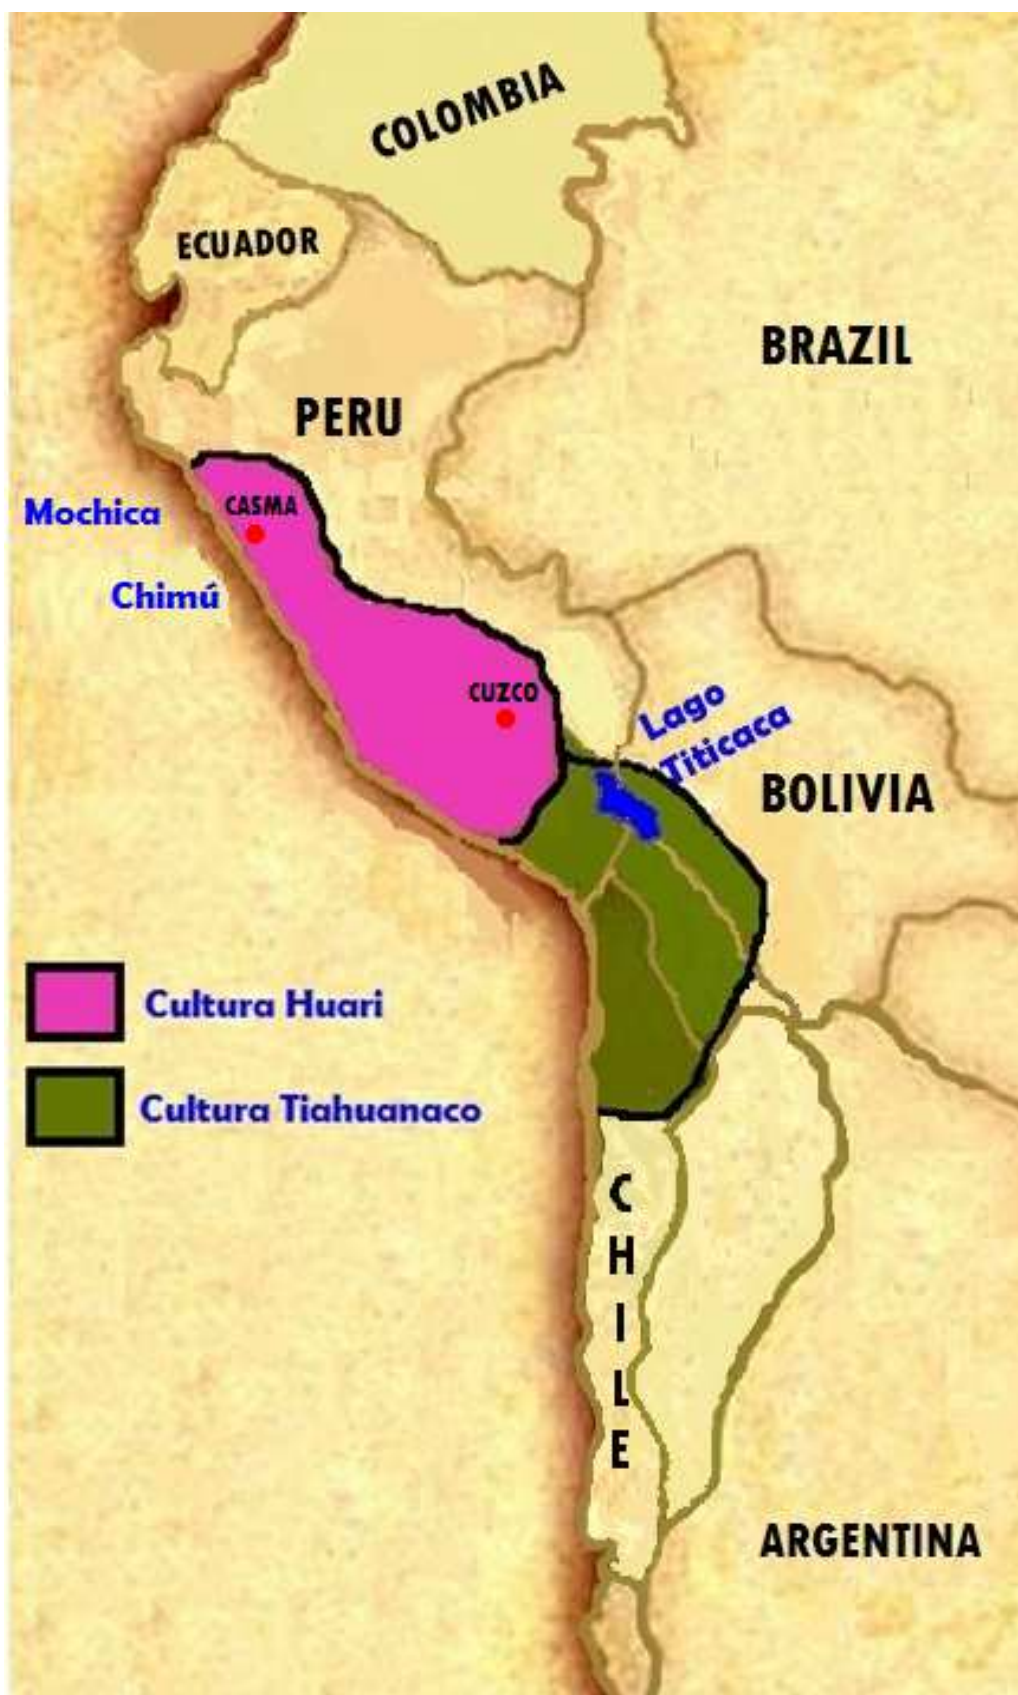 COLOMBIA
ECUADOR
BRAZIL
PERU
CASMA
Mochica
Chimú
CUZCO
Lago
Titicaca
BOLIVIA
Cultura Huari
Cultura Tiahuanaco
CHILE
ARGENTINA